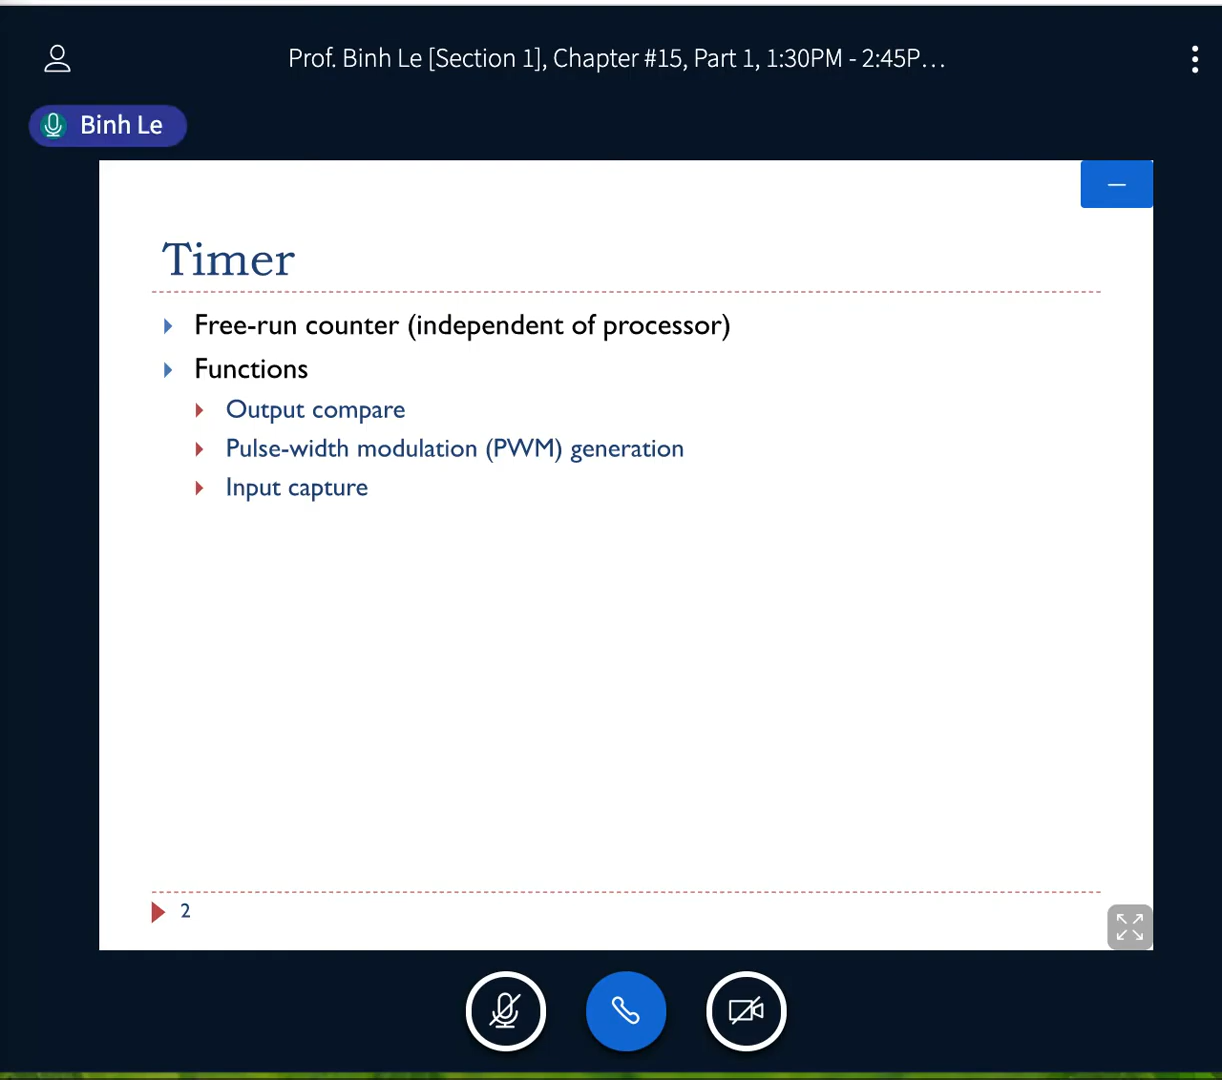 Prof. Binh Le [Section 1], Chapter #15, Part 1, 1:30PM - 2:45P...
Binh Le
Timer
Free-run counter (independent of processor)
Functions
Output compare
Pulse-width modulation (PWM) generation
Input capture
2